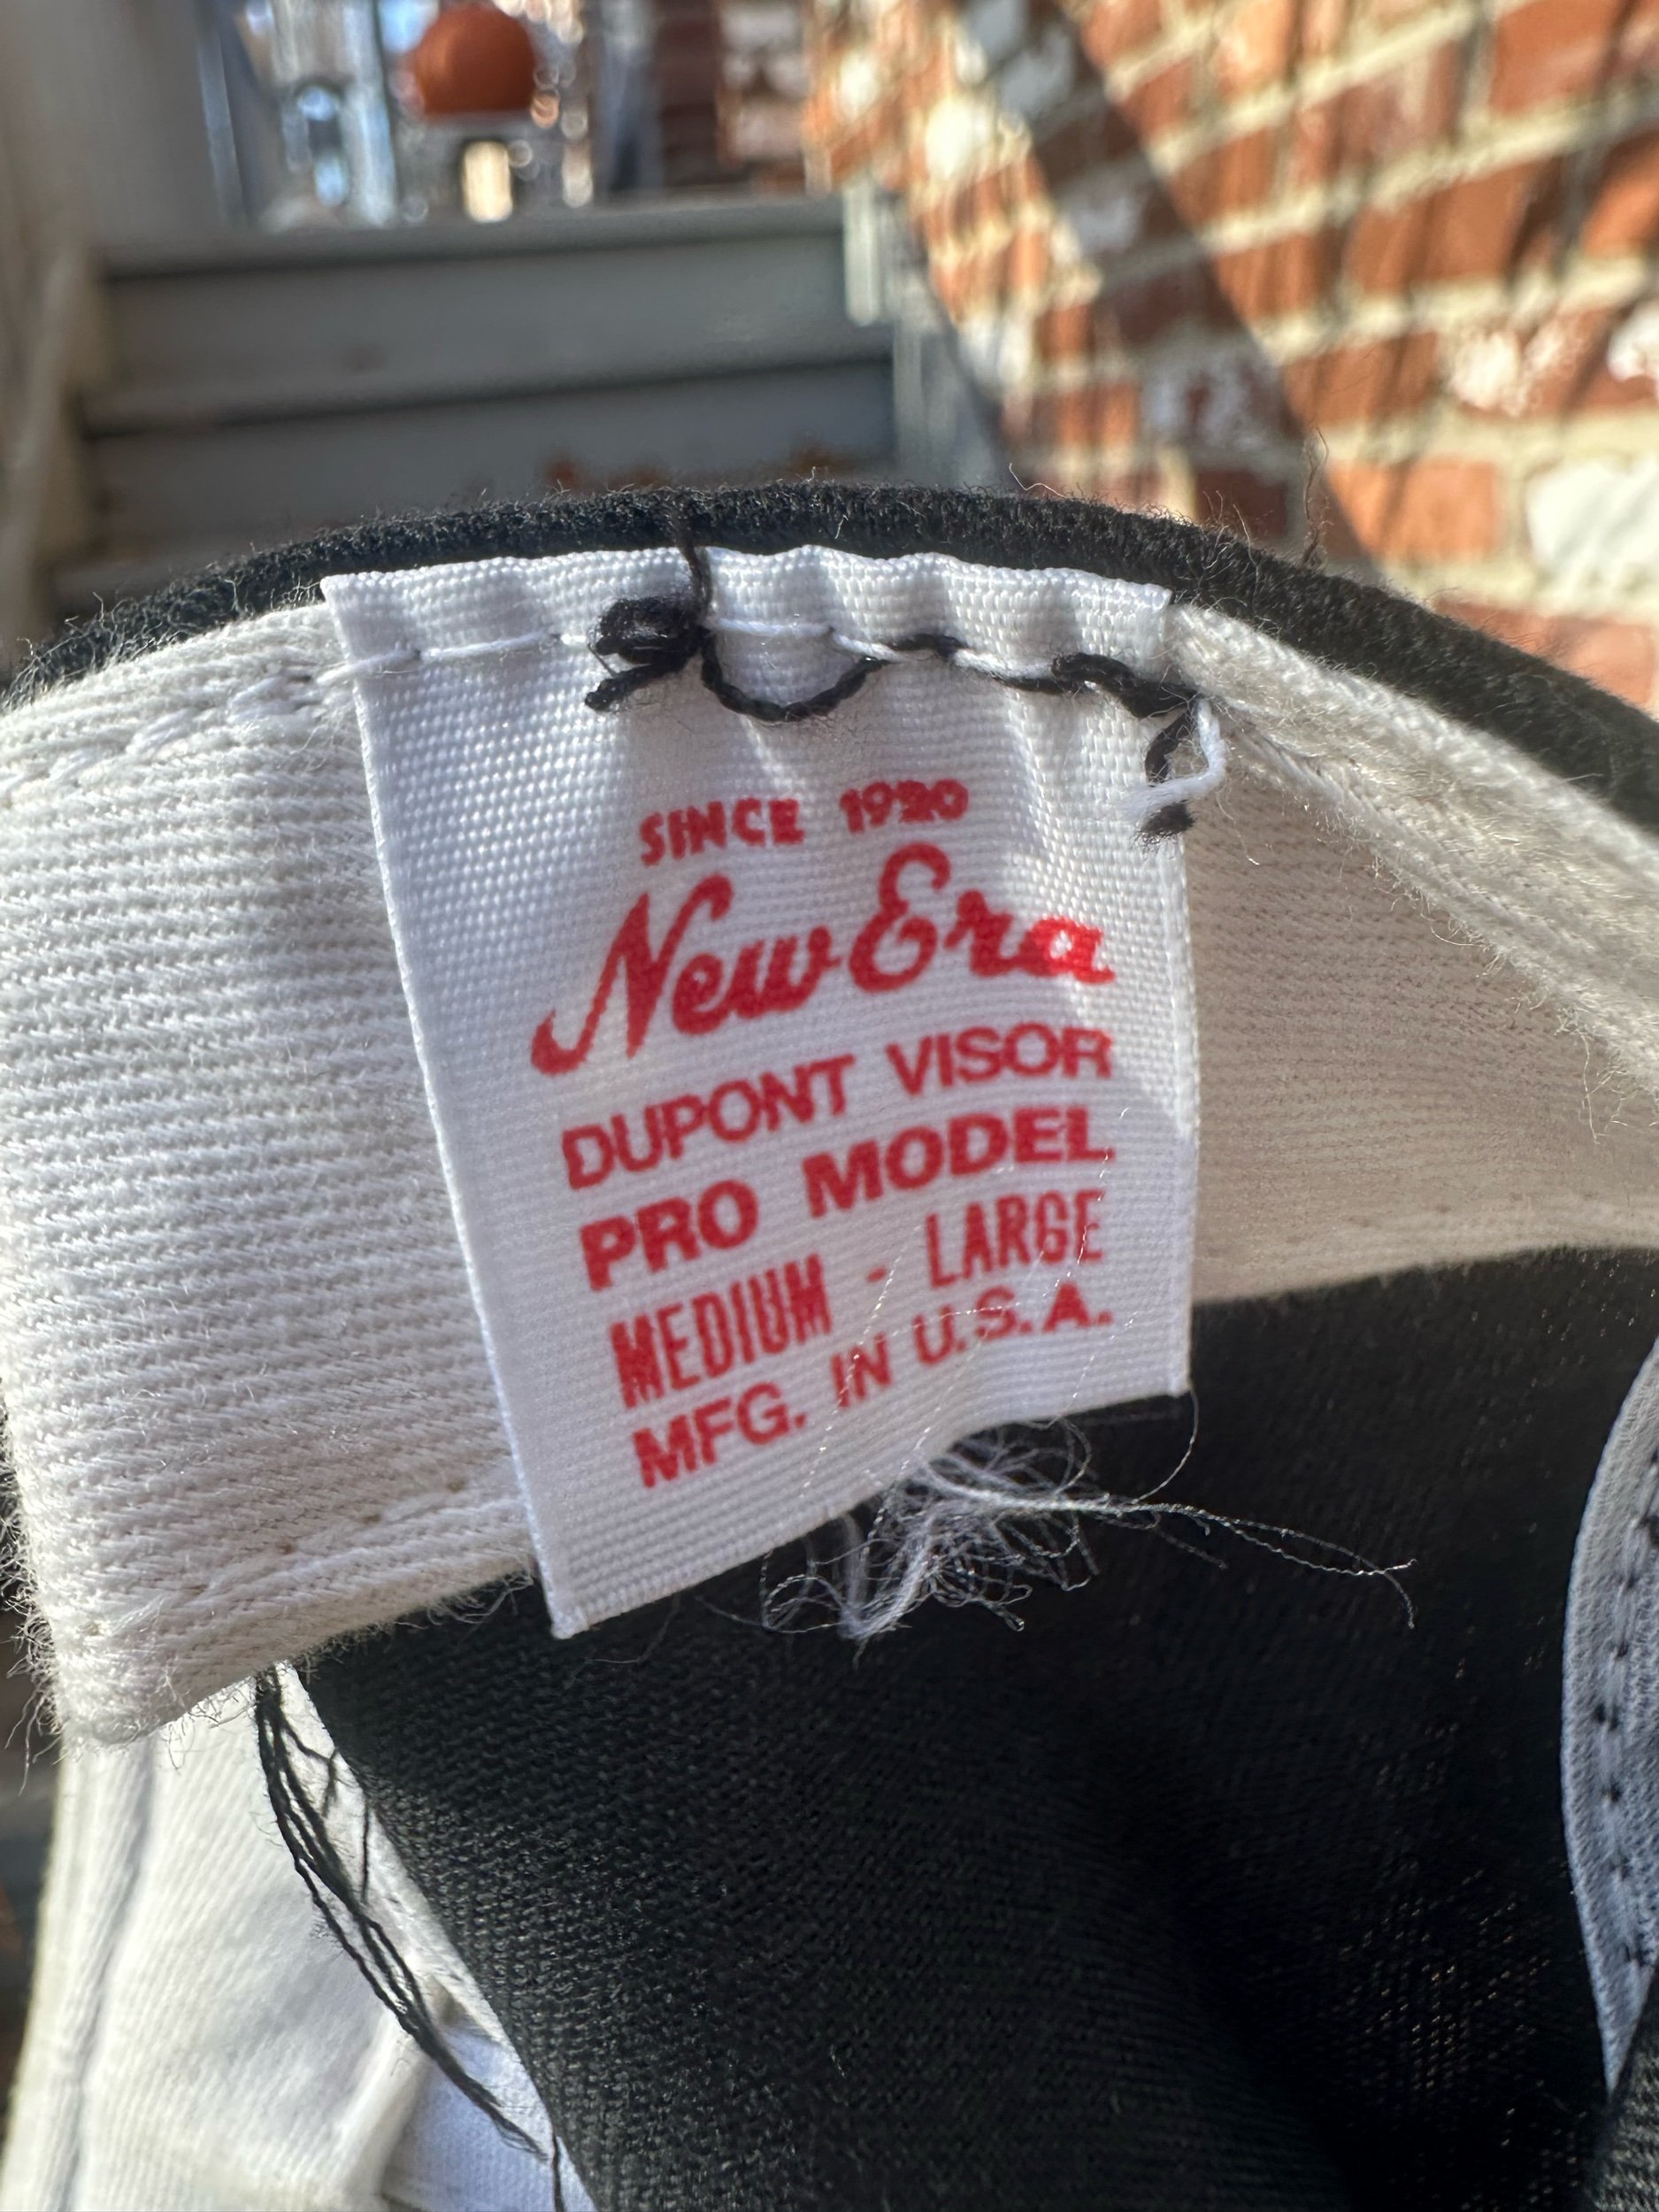 SINCE 1920
New Era
DUPONT VISOR
PRO MODEL
MEDIUM - LARGE
MFG. IN U.S.A.